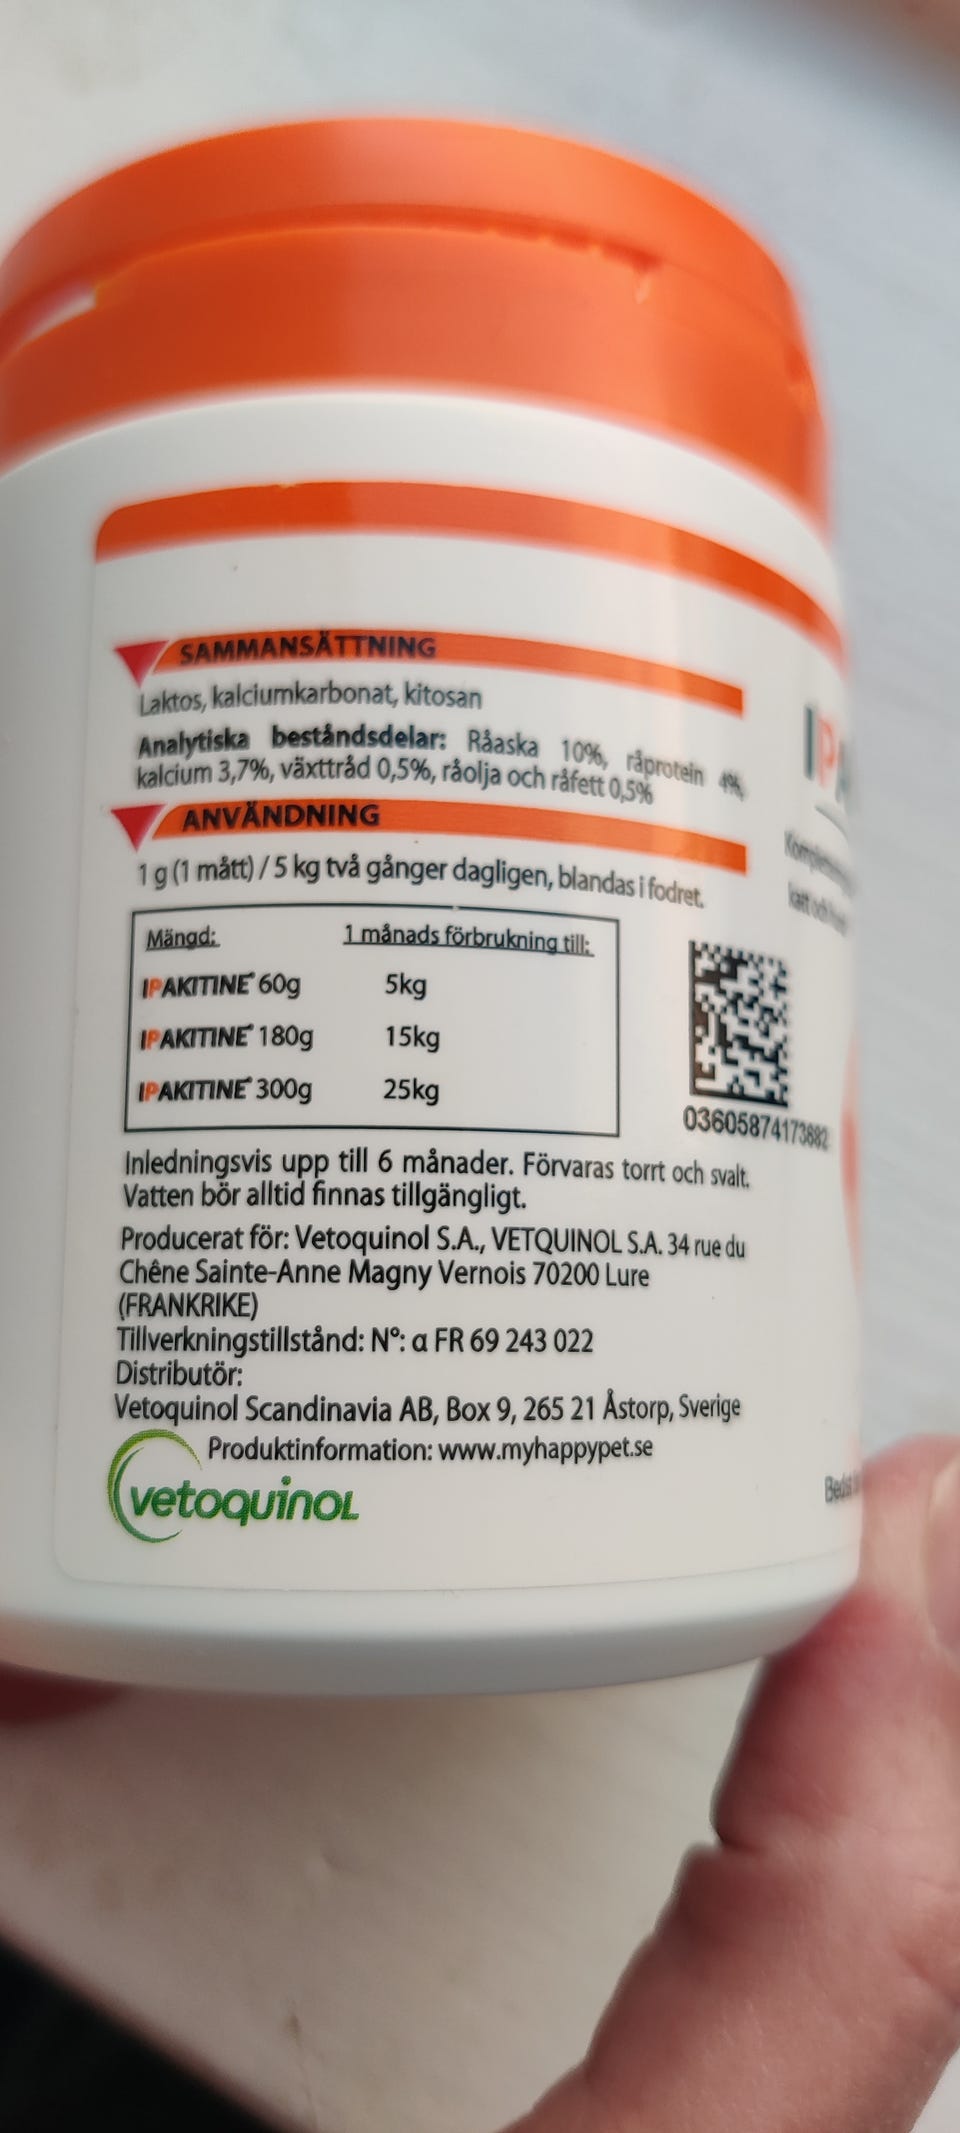 SAMMANSÄTTNING
Laktos, kalciumkarbonat, kitosan
Analytiska beståndsdelar: Råaska 10%, råprotein 4%,
kalcium 3,7%, växttråd 0,5%, råolja och råfett 0,5%
ANVÄNDNING
1 g (1 mått) / 5 kg två gånger dagligen, blandas i fodret.
Mängd: 1 månads förbrukning till:
IPAKITINE® 60g 5kg
IPAKITINE® 180g 15kg
IPAKITINE® 300g 25kg
03605874173682
Inledningsvis upp till 6 månader. Förvaras torrt och svalt.
Vatten bör alltid finnas tillgängligt.
Producerat för: Vetoquinol S.A., VETQUINOL S.A. 34 rue du
Chêne Sainte-Anne Magny Vernois 70200 Lure
(FRANKRIKE)
Tillverkningstillstånd: N°: α FR 69 243 022
Distributör:
Vetoquinol Scandinavia AB, Box 9, 265 21 Åstorp, Sverige
Produktinformation: www.myhappypet.se
vetoquinol
katt och
Bäst